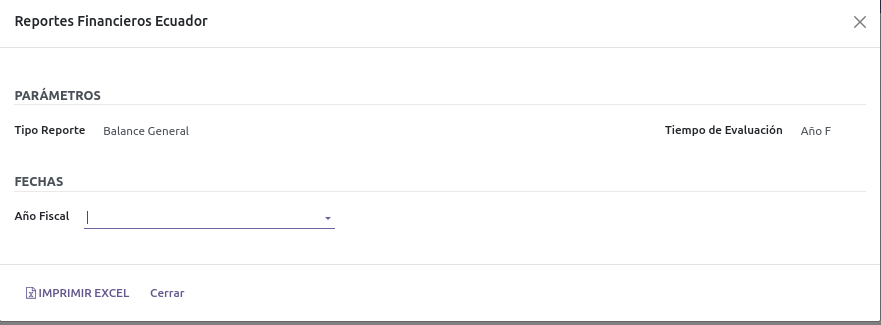 Reportes Financieros Ecuador
PARÁMETROS
Tipo Reporte Balance General Tiempo de Evaluación Año F
FECHAS
Año Fiscal
IMPRIMIR EXCEL Cerrar